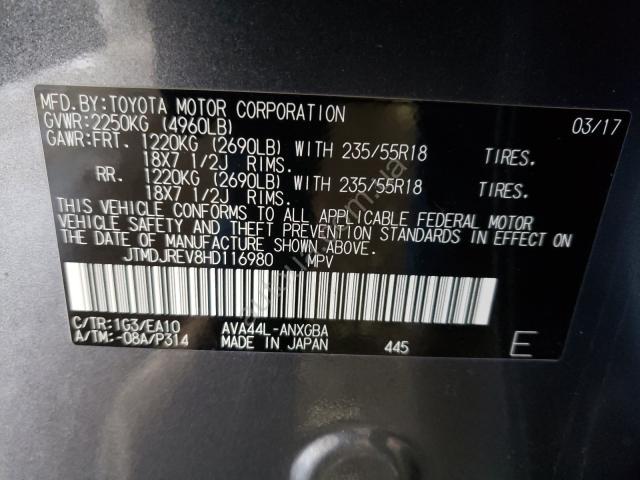 MFD.BY:TOYOTA MOTOR CORPORATION 03/17
GVWR:2250KG (4960LB)
GAWR:FRT. 1220KG (2690LB) WITH 235/55R18 TIRES.
18X7 1/2J RIMS.
RR. 1220KG (2690LB) WITH 235/55R18 TIRES.
18X7 1/2J RIMS.
THIS VEHICLE CONFORMS TO ALL APPLICABLE FEDERAL MOTOR
VEHICLE SAFETY AND THEFT PREVENTION STANDARDS IN EFFECT ON
THE DATE OF MANUFACTURE SHOWN ABOVE.
JTMDJREV8HD116980 MPV
C/TR:1G3/EA10 AVA44L-ANXGBA
A/TM:-08A/P314 MADE IN JAPAN 445 E